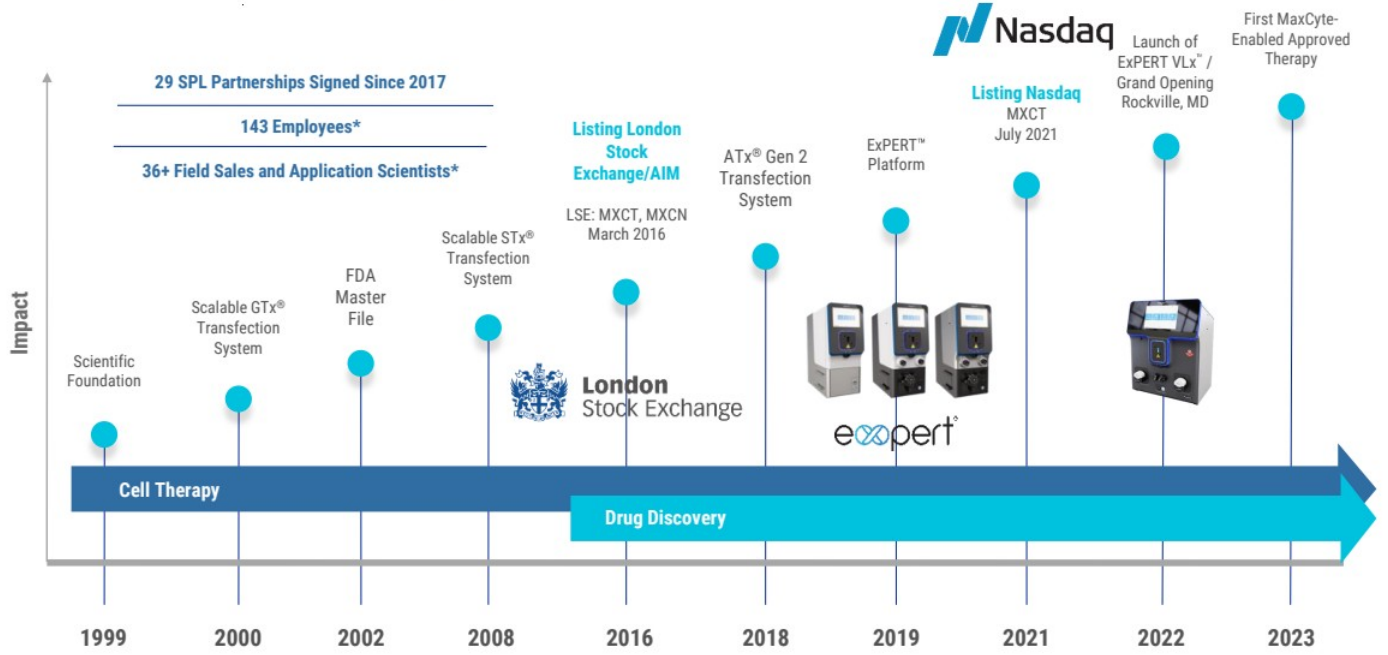 29 SPL Partnerships Signed Since 2017
143 Employees*
36+ Field Sales and Application Scientists*
Impact
Scientific
Foundation
Scalable GTx®
Transfection
System
FDA
Master
File
Scalable STx®
Transfection
System
Listing London
Stock
Exchange/AIM
LSE: MXCT, MXCN
March 2016
London
Stock Exchange
ATx® Gen 2
Transfection
System
ExPERT™
Platform
expert
Nasdaq
Listing Nasdaq
MXCT
July 2021
Launch of
ExPERT VLx™ /
Grand Opening
Rockville, MD
First MaxCyte-
Enabled Approved
Therapy
Cell Therapy
Drug Discovery
1999
2000
2002
2008
2016
2018
2019
2021
2022
2023